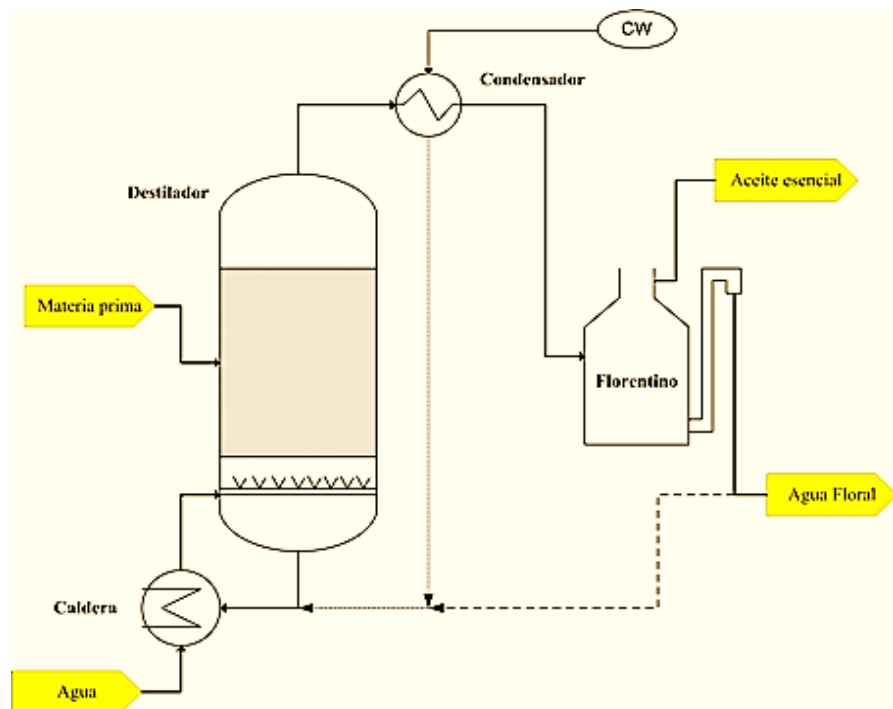 CW
Condensador
Destilador
Aceite esencial
Materia prima
Florentino
Agua Floral
Caldera
Agua